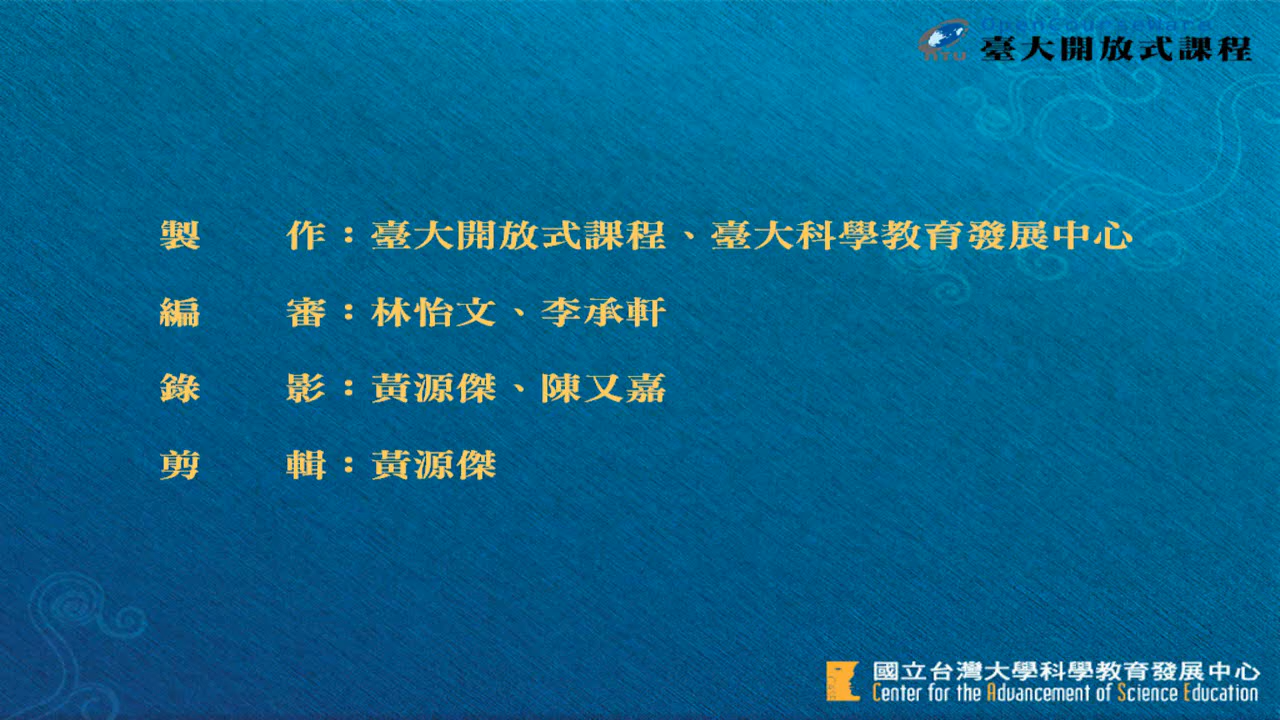 OpenCourseWare
NTU
臺大開放式課程
製　　作：臺大開放式課程、臺大科學教育發展中心
編　　審：林怡文、李承軒
錄　　影：黃源傑、陳又嘉
剪　　輯：黃源傑
國立台灣大學科學教育發展中心
Center for the Advancement of Science Education